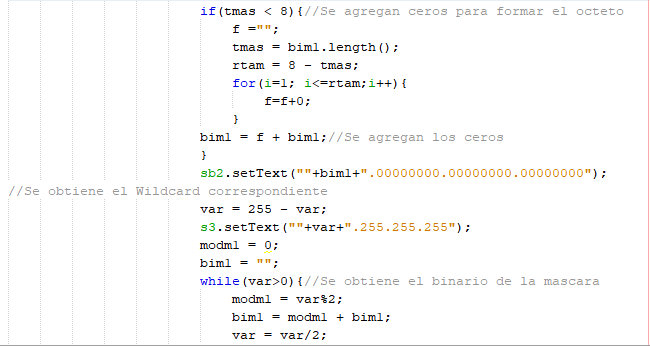 if(tmas < 8){//Se agregan ceros para formar el octeto
f ="";
tmas = bim1.length();
rtam = 8 - tmas;
for(i=1; i<=rtam;i++){
f=f+0;
}
bim1 = f + bim1;//Se agregan los ceros
}
sb2.setText(""+bim1+".00000000.00000000.00000000");
//Se obtiene el Wildcard correspondiente
var = 255 - var;
s3.setText(""+var+".255.255.255");
modm1 = 0;
bim1 = "";
while(var>0){//Se obtiene el binario de la mascara
modm1 = var%2;
bim1 = modm1 + bim1;
var = var/2;